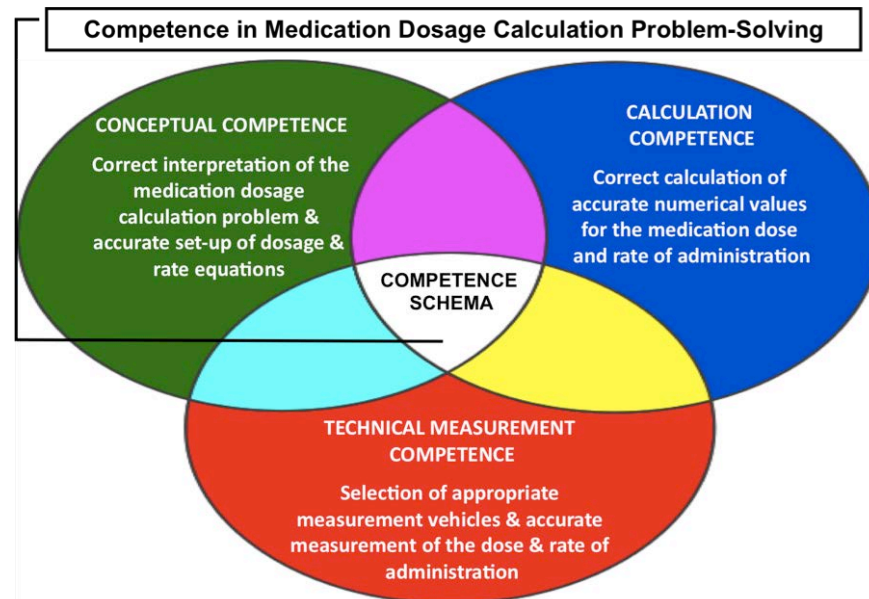 Competence in Medication Dosage Calculation Problem-Solving
CONCEPTUAL COMPETENCE
Correct interpretation of the
medication dosage
calculation problem &
accurate set-up of dosage &
rate equations
CALCULATION
COMPETENCE
Correct calculation of
accurate numerical values
for the medication dose
and rate of administration
COMPETENCE
SCHEMA
TECHNICAL MEASUREMENT
COMPETENCE
Selection of appropriate
measurement vehicles & accurate
measurement of the dose & rate of
administration